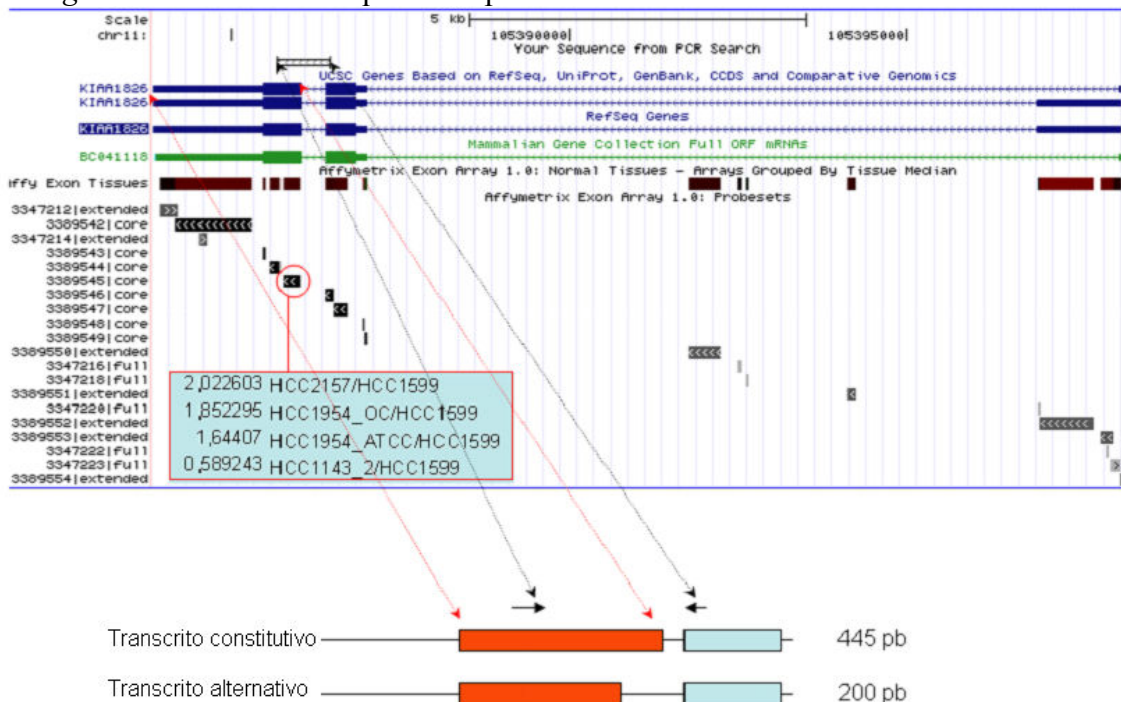 Scale
5 kb
chr11:
105390000|
105395000|
Your Sequence from PCR Search
UCSC Genes Based on RefSeq, UniProt, GenBank, CCDS and Comparative Genomics
KIAA1826
KIAA1826
RefSeq Genes
KIAA1826
Mammalian Gene Collection Full ORF mRNAs
BC041118
Affymetrix Exon Array 1.0: Normal Tissues - Arrays Grouped By Tissue Median
Affy Exon Tissues
Affymetrix Exon Array 1.0: Probesets
3347212|extended
3389542|core
3347214|extended
3389543|core
3389544|core
3389545|core
3389546|core
3389547|core
3389548|core
3389549|core
3389550|extended
3347216|full
3347218|full
3389551|extended
3347220|full
3389552|extended
3389553|extended
3347222|full
3347223|full
3389554|extended
2,022603 HCC2157/HCC1599
1,852295 HCC1954_OC/HCC1599
1,64407 HCC1954_ATCC/HCC1599
0,589243 HCC1143_2/HCC1599
Transcrito constitutivo
445 pb
Transcrito alternativo
200 pb